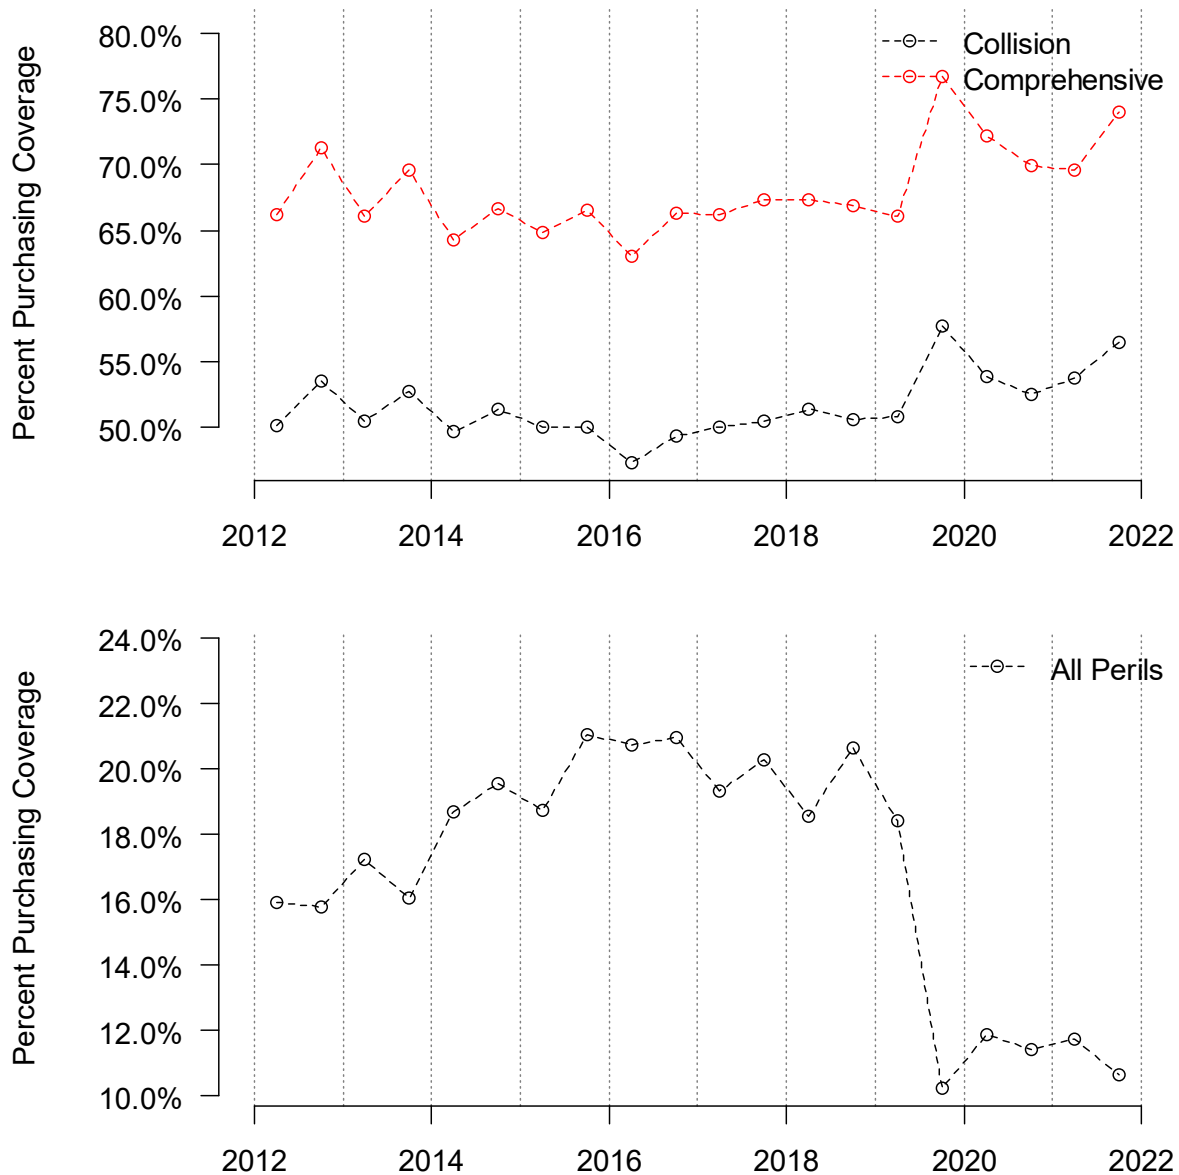 Percent Purchasing Coverage
80.0%
75.0%
70.0%
65.0%
60.0%
55.0%
50.0%
Collision
Comprehensive
2012 2014 2016 2018 2020 2022
Percent Purchasing Coverage
24.0%
22.0%
20.0%
18.0%
16.0%
14.0%
12.0%
10.0%
All Perils
2012 2014 2016 2018 2020 2022